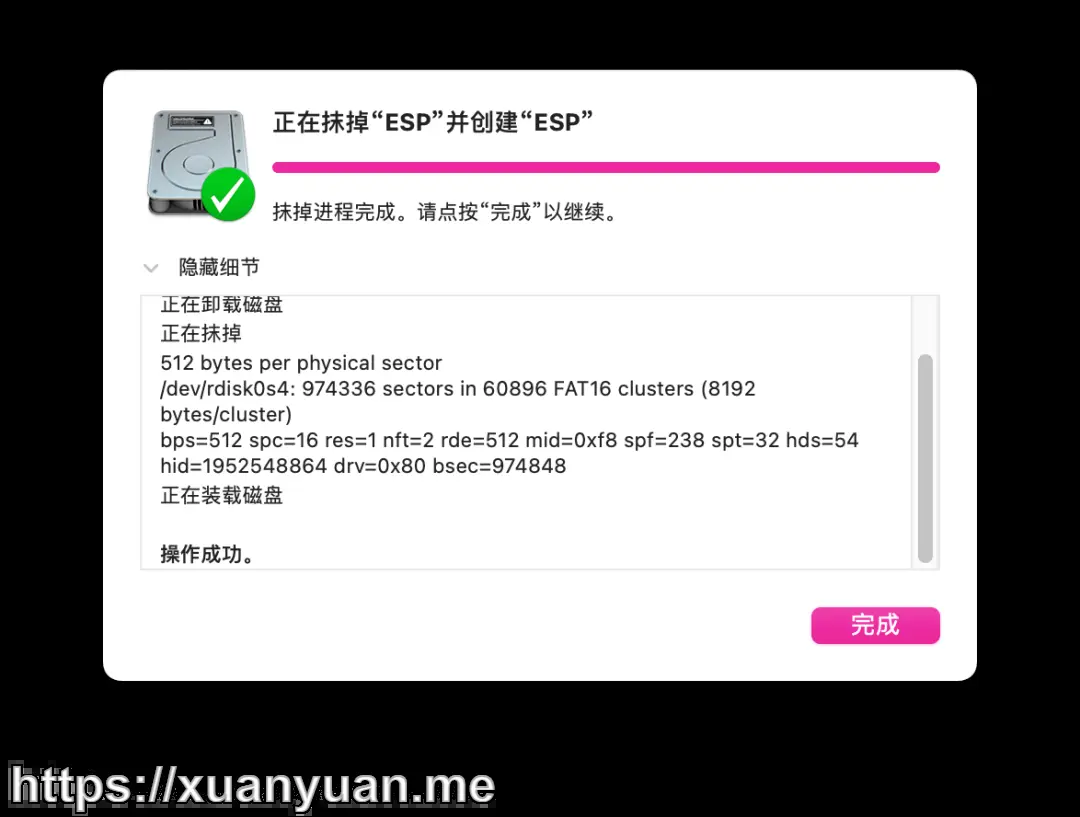 正在抹掉“ESP”并创建“ESP”
抹掉进程完成。请点按“完成”以继续。
隐藏细节
正在卸载磁盘
正在抹掉
512 bytes per physical sector
/dev/rdisk0s4: 974336 sectors in 60896 FAT16 clusters (8192
bytes/cluster)
bps=512 spc=16 res=1 nft=2 rde=512 mid=0xf8 spf=238 spt=32 hds=54
hid=1952548864 drv=0x80 bsec=974848
正在装载磁盘
操作成功。
完成
https://xuanyuan.me